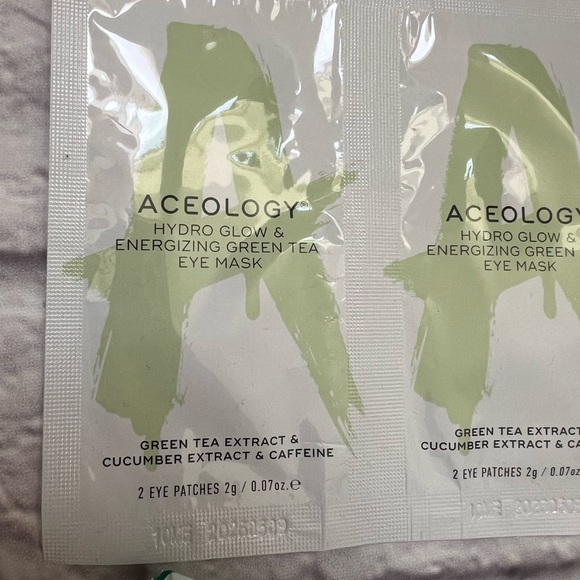 ACEOLOGY®
HYDRO GLOW &
ENERGIZING GREEN TEA
EYE MASK
GREEN TEA EXTRACT &
CUCUMBER EXTRACT & CAFFEINE
2 EYE PATCHES 2g / 0.07oz.℮
ACEOLOGY
HYDRO GLOW &
ENERGIZING GREEN
EYE MASK
GREEN TEA EXTRACT
CUCUMBER EXTRACT & CA
2 EYE PATCHES 2g / 0.07oz